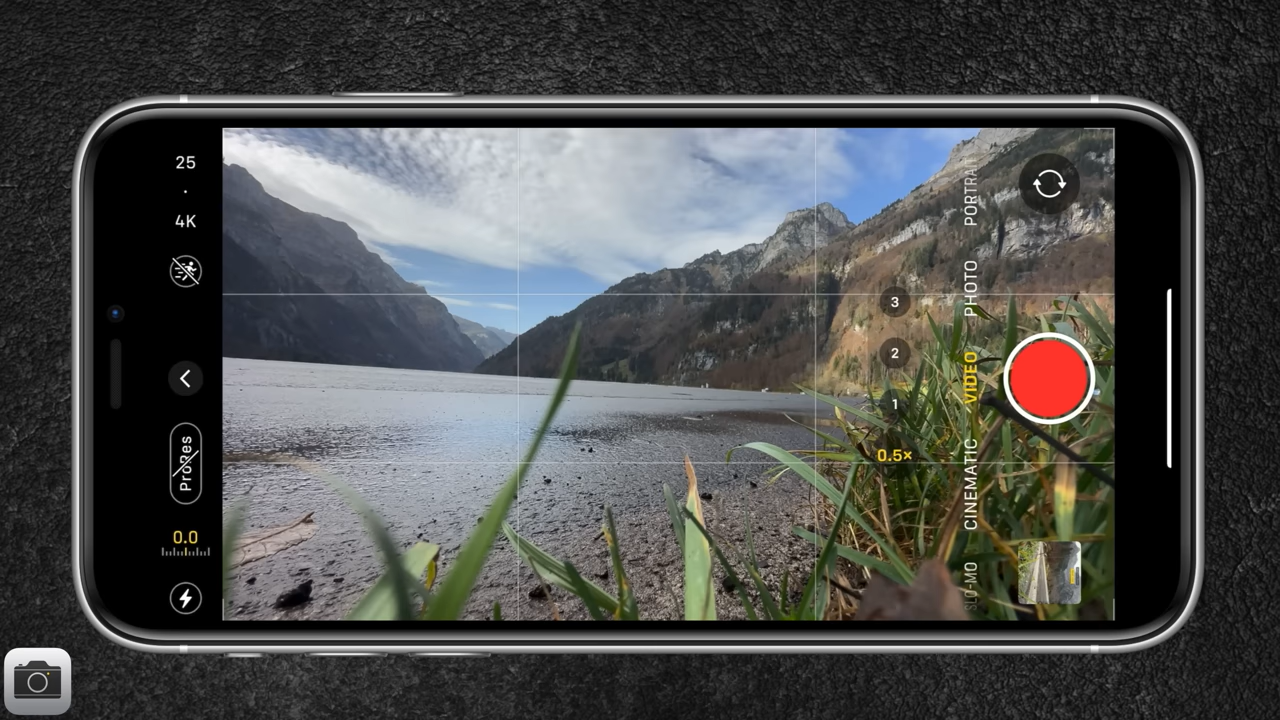 25
·
4K
ProRes
0.0
3
2
1
0.5×
PORTRAIT
PHOTO
VIDEO
CINEMATIC
SLO-MO